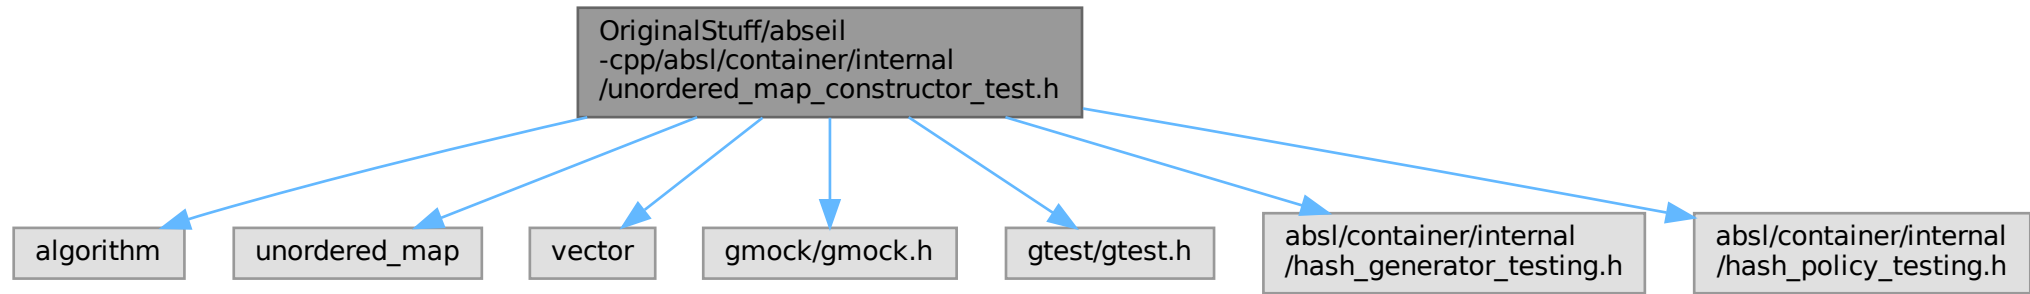 OriginalStuff/abseil
-cpp/absl/container/internal
/unordered_map_constructor_test.h
algorithm
unordered_map
vector
gmock/gmock.h
gtest/gtest.h
absl/container/internal
/hash_generator_testing.h
absl/container/internal
/hash_policy_testing.h